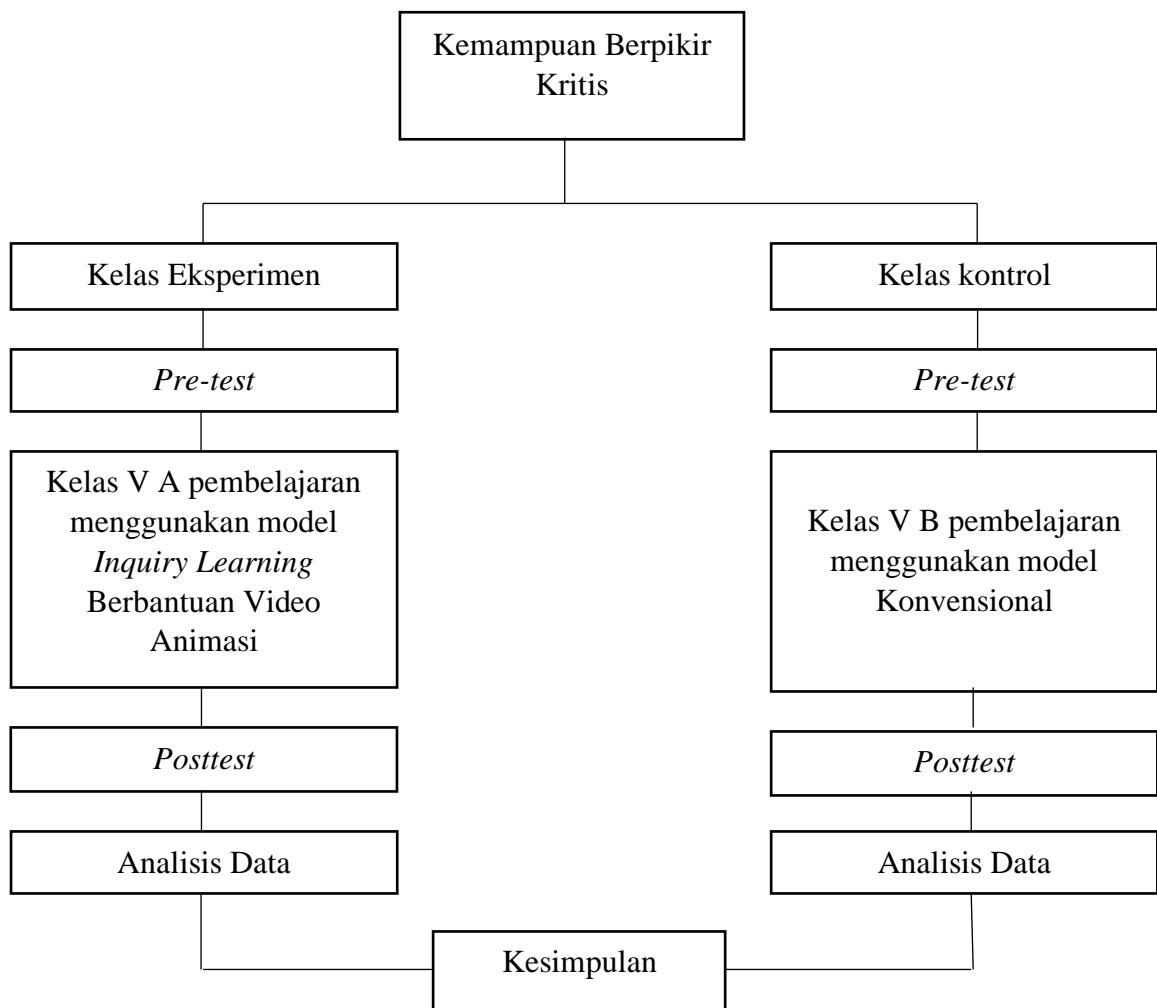 Kemampuan Berpikir
Kritis
Kelas Eksperimen
Kelas kontrol
Pre-test
Pre-test
Kelas V A pembelajaran
menggunakan model
Inquiry Learning
Berbantuan Video
Animasi
Kelas V B pembelajaran
menggunakan model
Konvensional
Posttest
Posttest
Analisis Data
Analisis Data
Kesimpulan